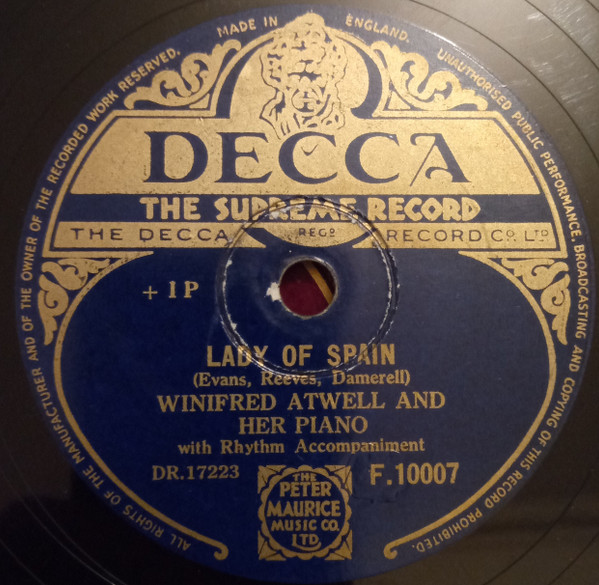 ALL RIGHTS OF THE MANUFACTURER AND OF THE OWNER OF THE RECORDED WORK RESERVED.
MADE IN ENGLAND.
UNAUTHORISED PUBLIC PERFORMANCE, BROADCASTING AND COPYING OF THIS RECORD PROHIBITED.
DECCA
THE SUPREME RECORD
THE DECCA REGD RECORD CO. LTD
+ 1P
LADY OF SPAIN
(Evans, Reeves, Damerell)
WINIFRED ATWELL AND
HER PIANO
with Rhythm Accompaniment
DR.17223
F.10007
THE
PETER
MAURICE
MUSIC CO.
LTD.